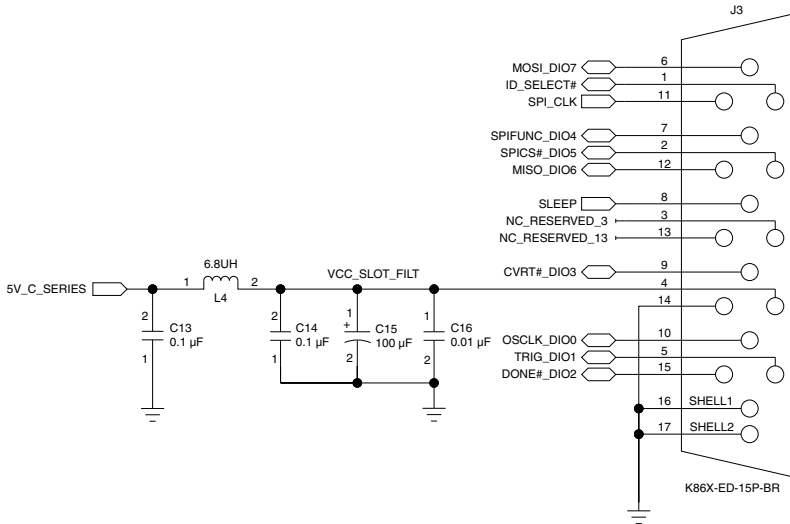 J3
MOSI_DIO7 6
ID_SELECT# 1
SPI_CLK 11
SPIFUNC_DIO4 7
SPICS#_DIO5 2
MISO_DIO6 12
SLEEP 8
NC_RESERVED_3 3
NC_RESERVED_13 13
CVRT#_DIO3 9
4
14
OSCLK_DIO0 10
TRIG_DIO1 5
DONE#_DIO2 15
16 SHELL1
17 SHELL2
K86X-ED-15P-BR
5V_C_SERIES
6.8UH
1 2
L4
VCC_SLOT_FILT
2
C13
0.1 µF
1
2
C14
0.1 µF
1
1
+
C15
100 µF
2
1
C16
0.01 µF
2